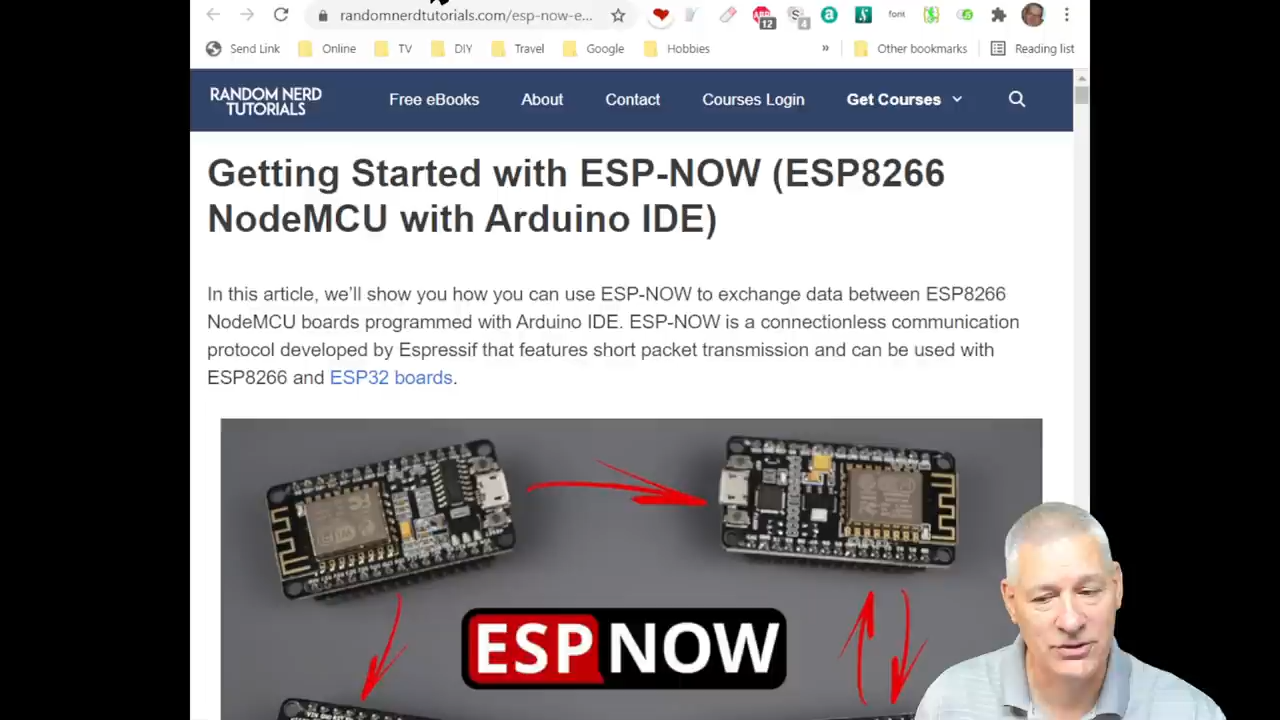 randomnerdtutorials.com/esp-now-e...
12
4
font
Send Link
Online
TV
DIY
Travel
Google
Hobbies
»
Other bookmarks
Reading list
RANDOM NERD
TUTORIALS
Free eBooks
About
Contact
Courses Login
Get Courses
Getting Started with ESP-NOW (ESP8266
NodeMCU with Arduino IDE)
In this article, we'll show you how you can use ESP-NOW to exchange data between ESP8266
NodeMCU boards programmed with Arduino IDE. ESP-NOW is a connectionless communication
protocol developed by Espressif that features short packet transmission and can be used with
ESP8266 and ESP32 boards.
ESP NOW